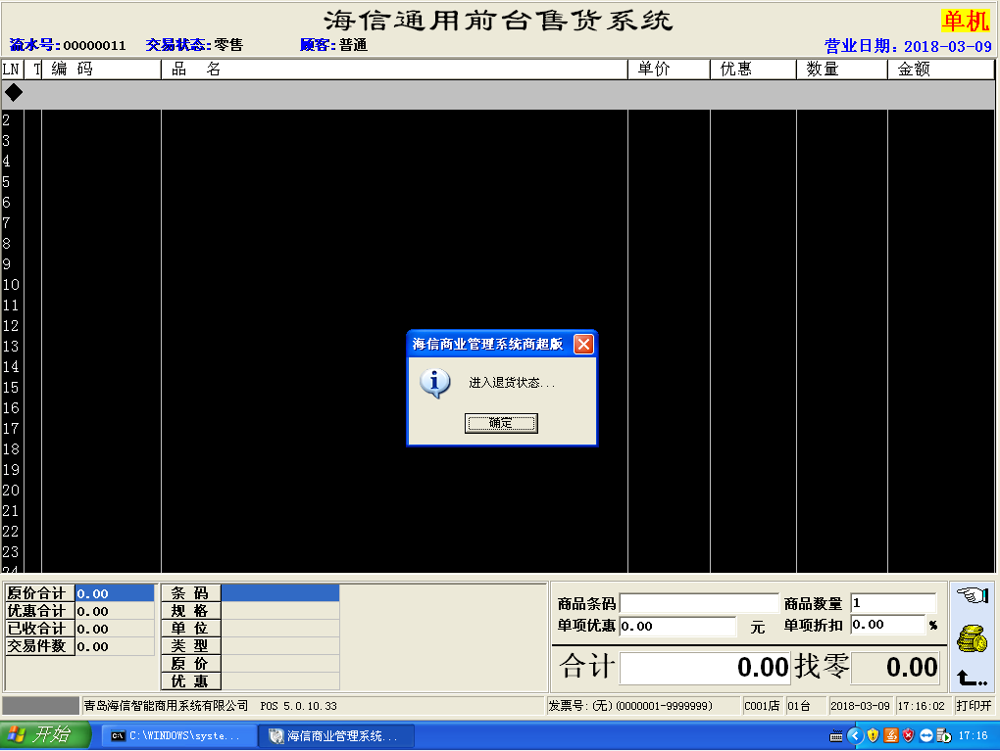 海信通用前台售货系统
单机
流水号:00000011 交易状态:零售 顾客:普通 营业日期: 2018-03-09
LN T 编 码 品 名 单价 优惠 数量 金额
2
3
4
5
6
7
8
9
10
11
12
13
14
15
16
17
18
19
20
21
22
23
24
海信商业管理系统商超版
进入退货状态...
确定
原价合计 0.00
优惠合计 0.00
已收合计 0.00
交易件数 0.00
条 码
规 格
单 位
类 型
原 价
优 惠
商品条码 商品数量 1
单项优惠 0.00 元 单项折扣 0.00 %
合计 0.00 找零 0.00
青岛海信智能商用系统有限公司 POS 5.0.10.33 发票号:(无)(0000001-9999999) C001店 01台 2018-03-09 17:16:02 打印开
开始 C:\WINDOWS\syste... 海信商业管理系统... 17:16